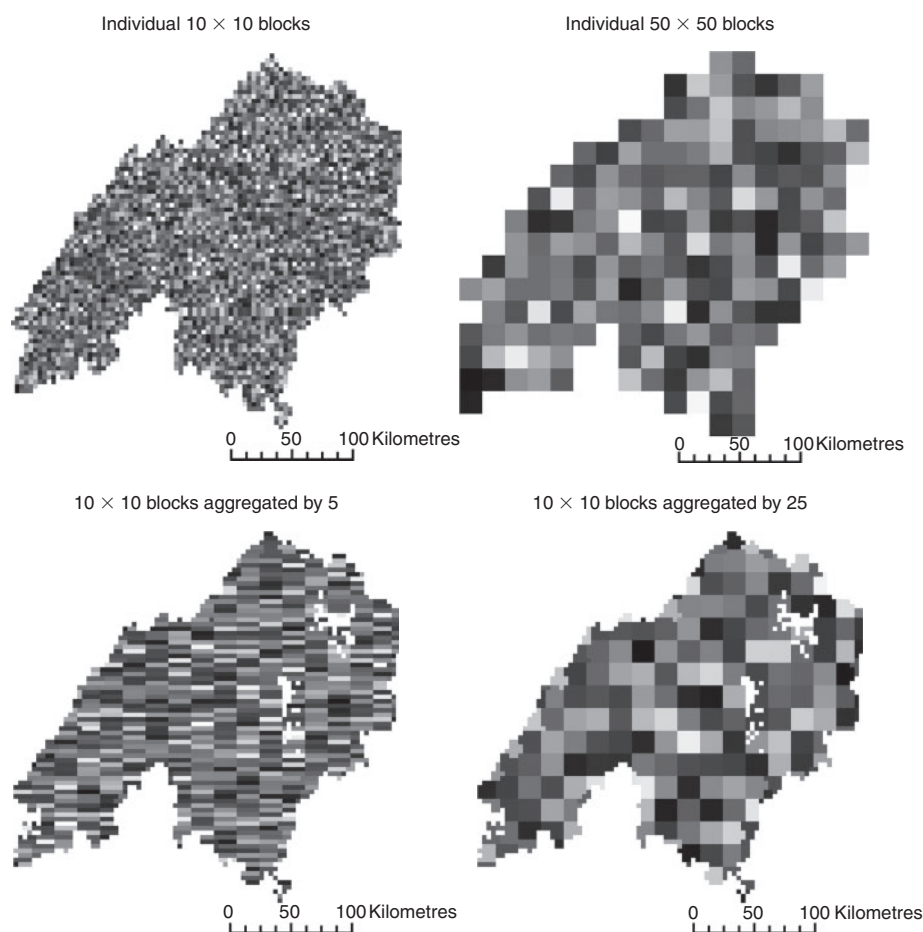 Individual 10 × 10 blocks
Individual 50 × 50 blocks
0 50 100 Kilometres
0 50 100 Kilometres
10 × 10 blocks aggregated by 5
10 × 10 blocks aggregated by 25
0 50 100 Kilometres
0 50 100 Kilometres